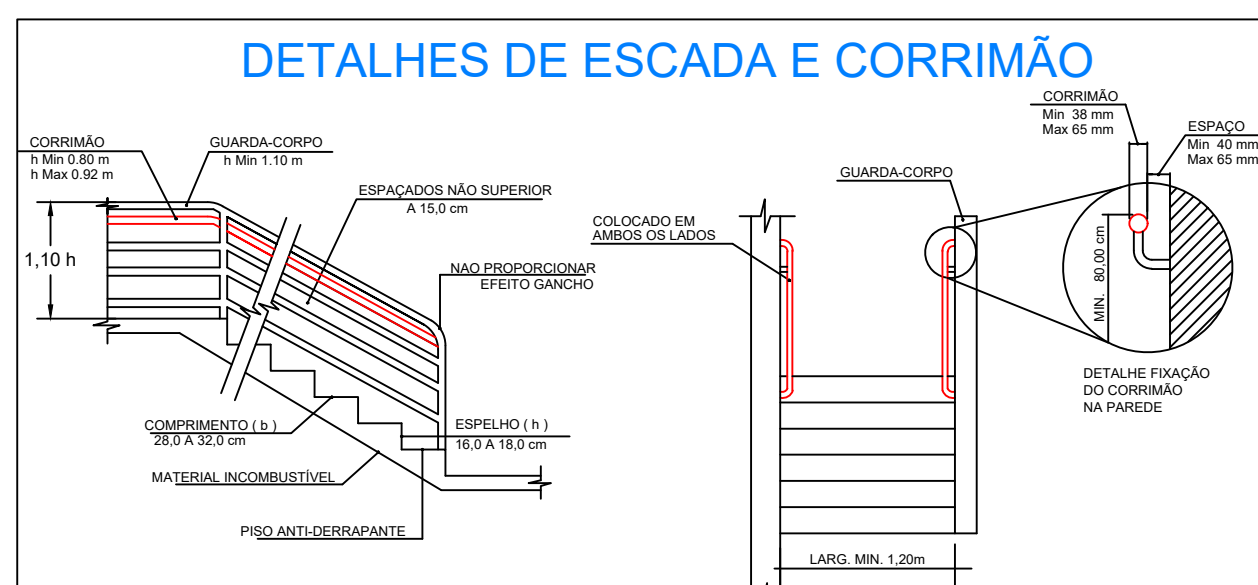 DETALHES DE ESCADA E CORRIMÃO
CORRIMÃO
h Min 0.80 m
h Max 0.92 m
GUARDA-CORPO
h Min 1.10 m
ESPAÇADOS NÃO SUPERIOR
A 15,0 cm
1,10 h
NAO PROPORCIONAR
EFEITO GANCHO
COMPRIMENTO ( b )
28,0 A 32,0 cm
ESPELHO ( h )
16,0 A 18,0 cm
MATERIAL INCOMBUSTÍVEL
PISO ANTI-DERRAPANTE
COLOCADO EM
AMBOS OS LADOS
GUARDA-CORPO
LARG. MIN. 1,20m
CORRIMÃO
Min 38 mm
Max 65 mm
ESPAÇO
Min 40 mm
Max 65 mm
MIN. 80,00 cm
DETALHE FIXAÇÃO
DO CORRIMÃO
NA PAREDE